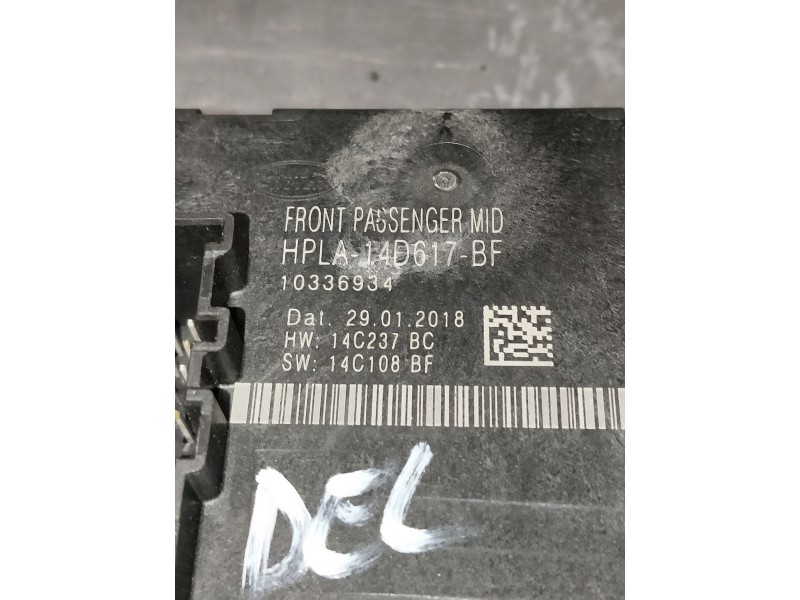 FRONT PASSENGER MID
HPLA-14D617-BF
10336934
Dat. 29.01.2018
HW: 14C237 BC
SW: 14C108 BF
DEL